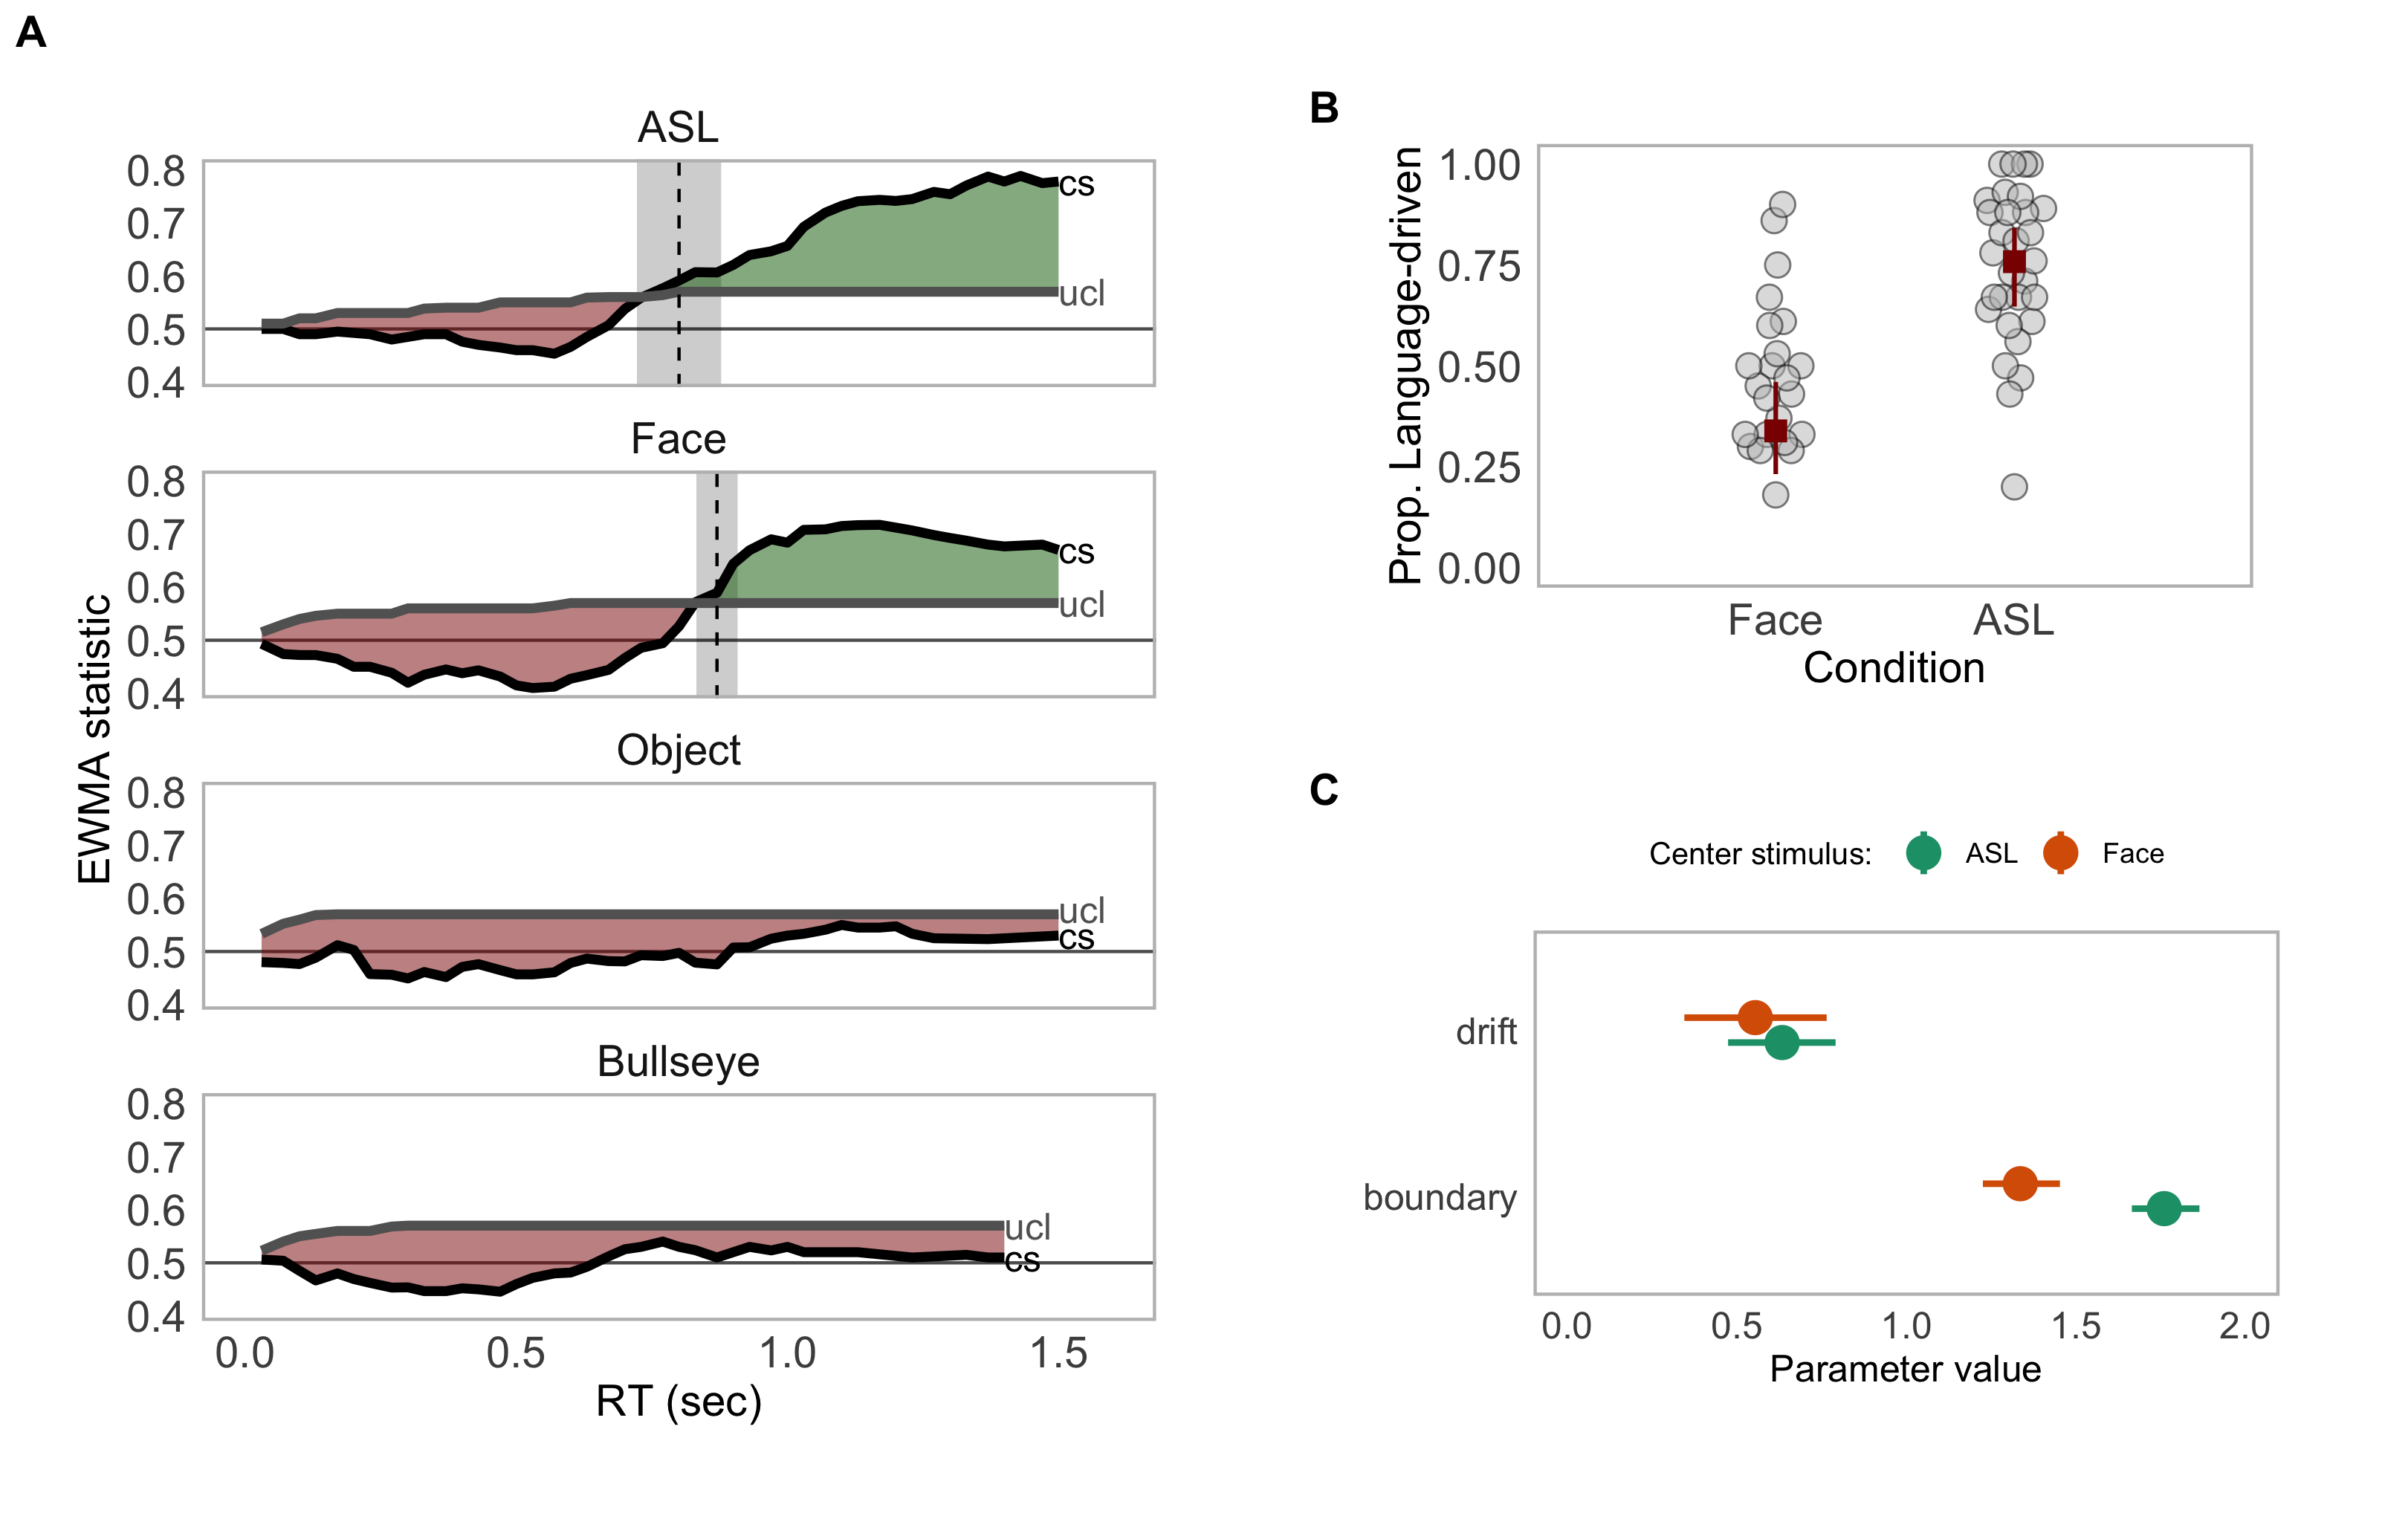 A
ASL
0.8
0.7
0.6
0.5
0.4
cs
ucl
Face
0.8
0.7
0.6
0.5
0.4
cs
ucl
EWMA statistic
Object
0.8
0.7
0.6
0.5
0.4
ucl
cs
Bullseye
0.8
0.7
0.6
0.5
0.4
ucl
cs
0.0 0.5 1.0 1.5
RT (sec)
B
Prop. Language-driven
1.00
0.75
0.50
0.25
0.00
Face ASL
Condition
C
Center stimulus: ASL Face
drift
boundary
0.0 0.5 1.0 1.5 2.0
Parameter value